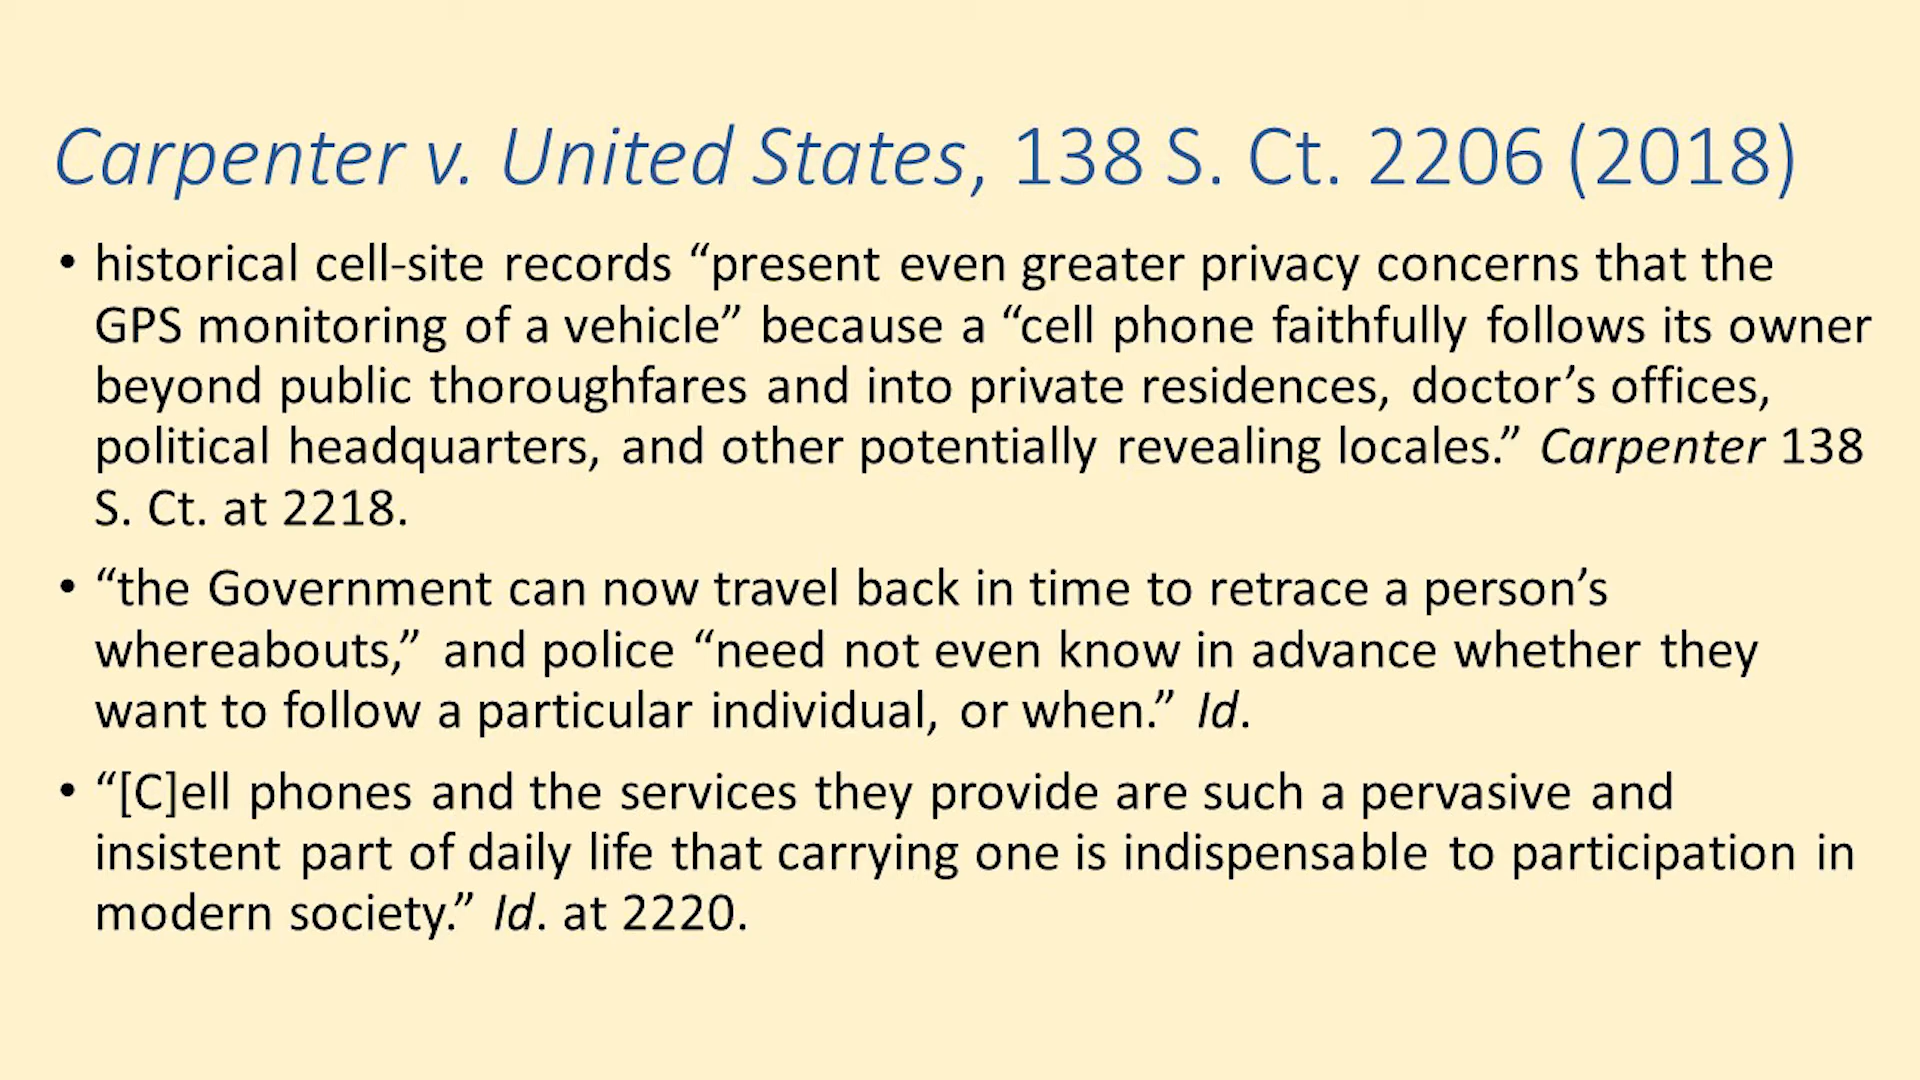 Carpenter v. United States, 138 S. Ct. 2206 (2018)
• historical cell-site records “present even greater privacy concerns that the
GPS monitoring of a vehicle” because a “cell phone faithfully follows its owner
beyond public thoroughfares and into private residences, doctor’s offices,
political headquarters, and other potentially revealing locales.” Carpenter 138
S. Ct. at 2218.
• “the Government can now travel back in time to retrace a person’s
whereabouts,” and police “need not even know in advance whether they
want to follow a particular individual, or when.” Id.
• “[C]ell phones and the services they provide are such a pervasive and
insistent part of daily life that carrying one is indispensable to participation in
modern society.” Id. at 2220.